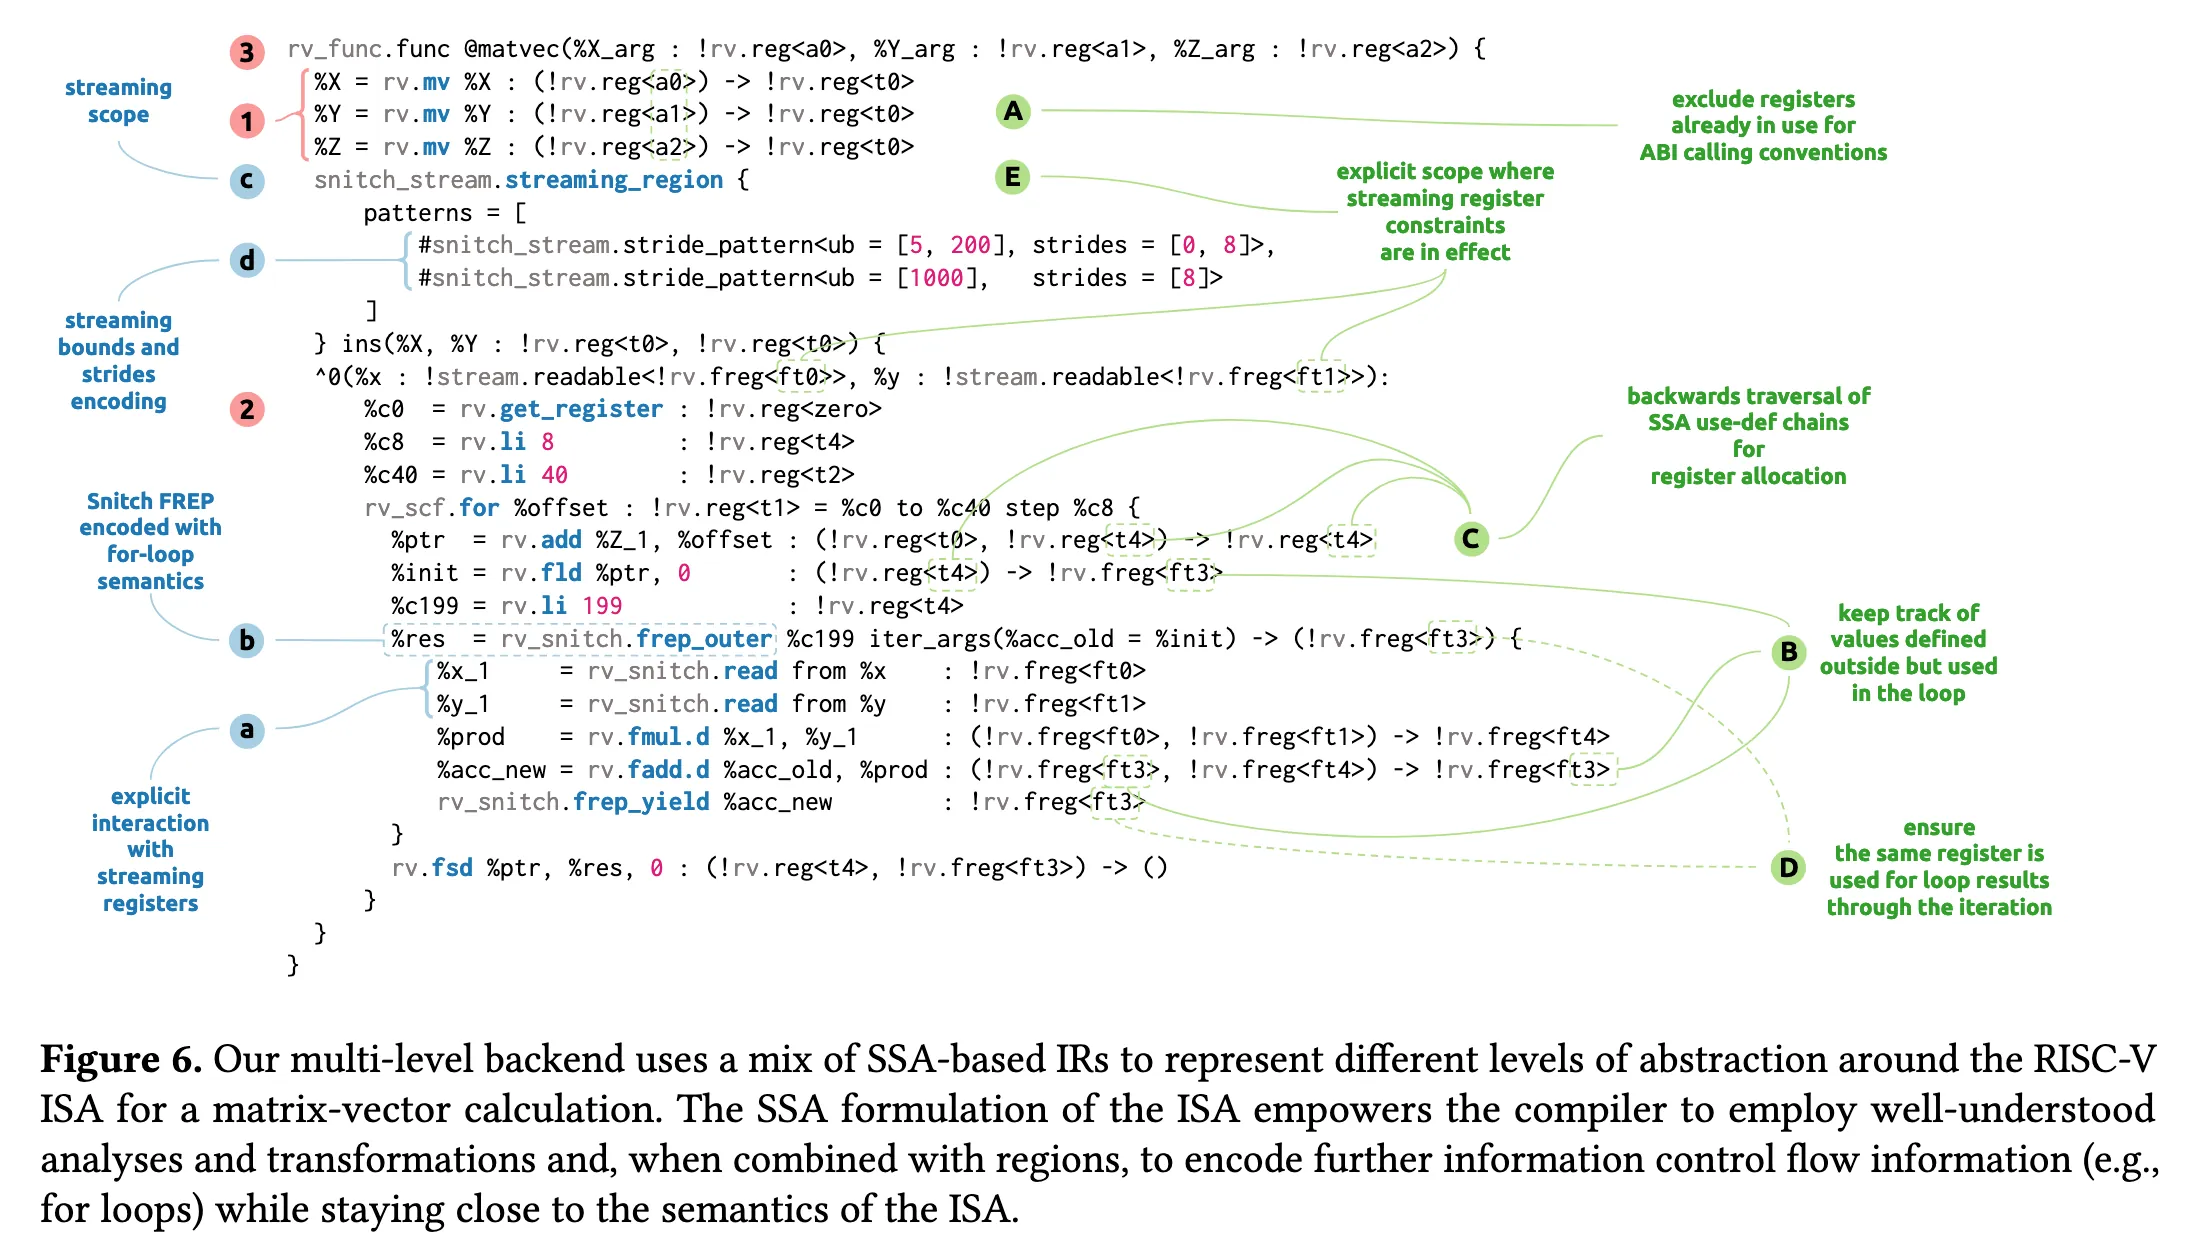 3 rv_func.func @matvec(%X_arg : !rv.reg<a0>, %Y_arg : !rv.reg<a1>, %Z_arg : !rv.reg<a2>) {
%X = rv.mv %X : (!rv.reg<a0>) -> !rv.reg<t0>
1 %Y = rv.mv %Y : (!rv.reg<a1>) -> !rv.reg<t0>
%Z = rv.mv %Z : (!rv.reg<a2>) -> !rv.reg<t0>
c snitch_stream.streaming_region {
patterns = [
d #snitch_stream.stride_pattern<ub = [5, 200], strides = [0, 8]>,
#snitch_stream.stride_pattern<ub = [1000], strides = [8]>
]
} ins(%X, %Y : !rv.reg<t0>, !rv.reg<t0>) {
^0(%x : !stream.readable<!rv.freg<ft0>>, %y : !stream.readable<!rv.freg<ft1>>):
2 %c0 = rv.get_register : !rv.reg<zero>
%c8 = rv.li 8 : !rv.reg<t4>
%c40 = rv.li 40 : !rv.reg<t2>
rv_scf.for %offset : !rv.reg<t1> = %c0 to %c40 step %c8 {
%ptr = rv.add %Z_1, %offset : (!rv.reg<t0>, !rv.reg<t4>) -> !rv.reg<t4>
%init = rv.fld %ptr, 0 : (!rv.reg<t4>) -> !rv.freg<ft3>
%c199 = rv.li 199 : !rv.reg<t4>
b %res = rv_snitch.frep_outer %c199 iter_args(%acc_old = %init) -> (!rv.freg<ft3>) {
%x_1 = rv_snitch.read from %x : !rv.freg<ft0>
a %y_1 = rv_snitch.read from %y : !rv.freg<ft1>
%prod = rv.fmul.d %x_1, %y_1 : (!rv.freg<ft0>, !rv.freg<ft1>) -> !rv.freg<ft4>
%acc_new = rv.fadd.d %acc_old, %prod : (!rv.freg<ft3>, !rv.freg<ft4>) -> !rv.freg<ft3>
rv_snitch.frep_yield %acc_new : !rv.freg<ft3>
}
rv.fsd %ptr, %res, 0 : (!rv.reg<t4>, !rv.freg<ft3>) -> ()
}
}
}
streaming
scope
streaming
bounds and
strides
encoding
Snitch FREP
encoded with
for-loop
semantics
explicit
interaction
with
streaming
registers
A
exclude registers
already in use for
ABI calling conventions
E
explicit scope where
streaming register
constraints
are in effect
C
backwards traversal of
SSA use-def chains
for
register allocation
B
keep track of
values defined
outside but used
in the loop
D
ensure
the same register is
used for loop results
through the iteration
Figure 6. Our multi-level backend uses a mix of SSA-based IRs to represent different levels of abstraction around the RISC-V
ISA for a matrix-vector calculation. The SSA formulation of the ISA empowers the compiler to employ well-understood
analyses and transformations and, when combined with regions, to encode further information control flow information (e.g.,
for loops) while staying close to the semantics of the ISA.